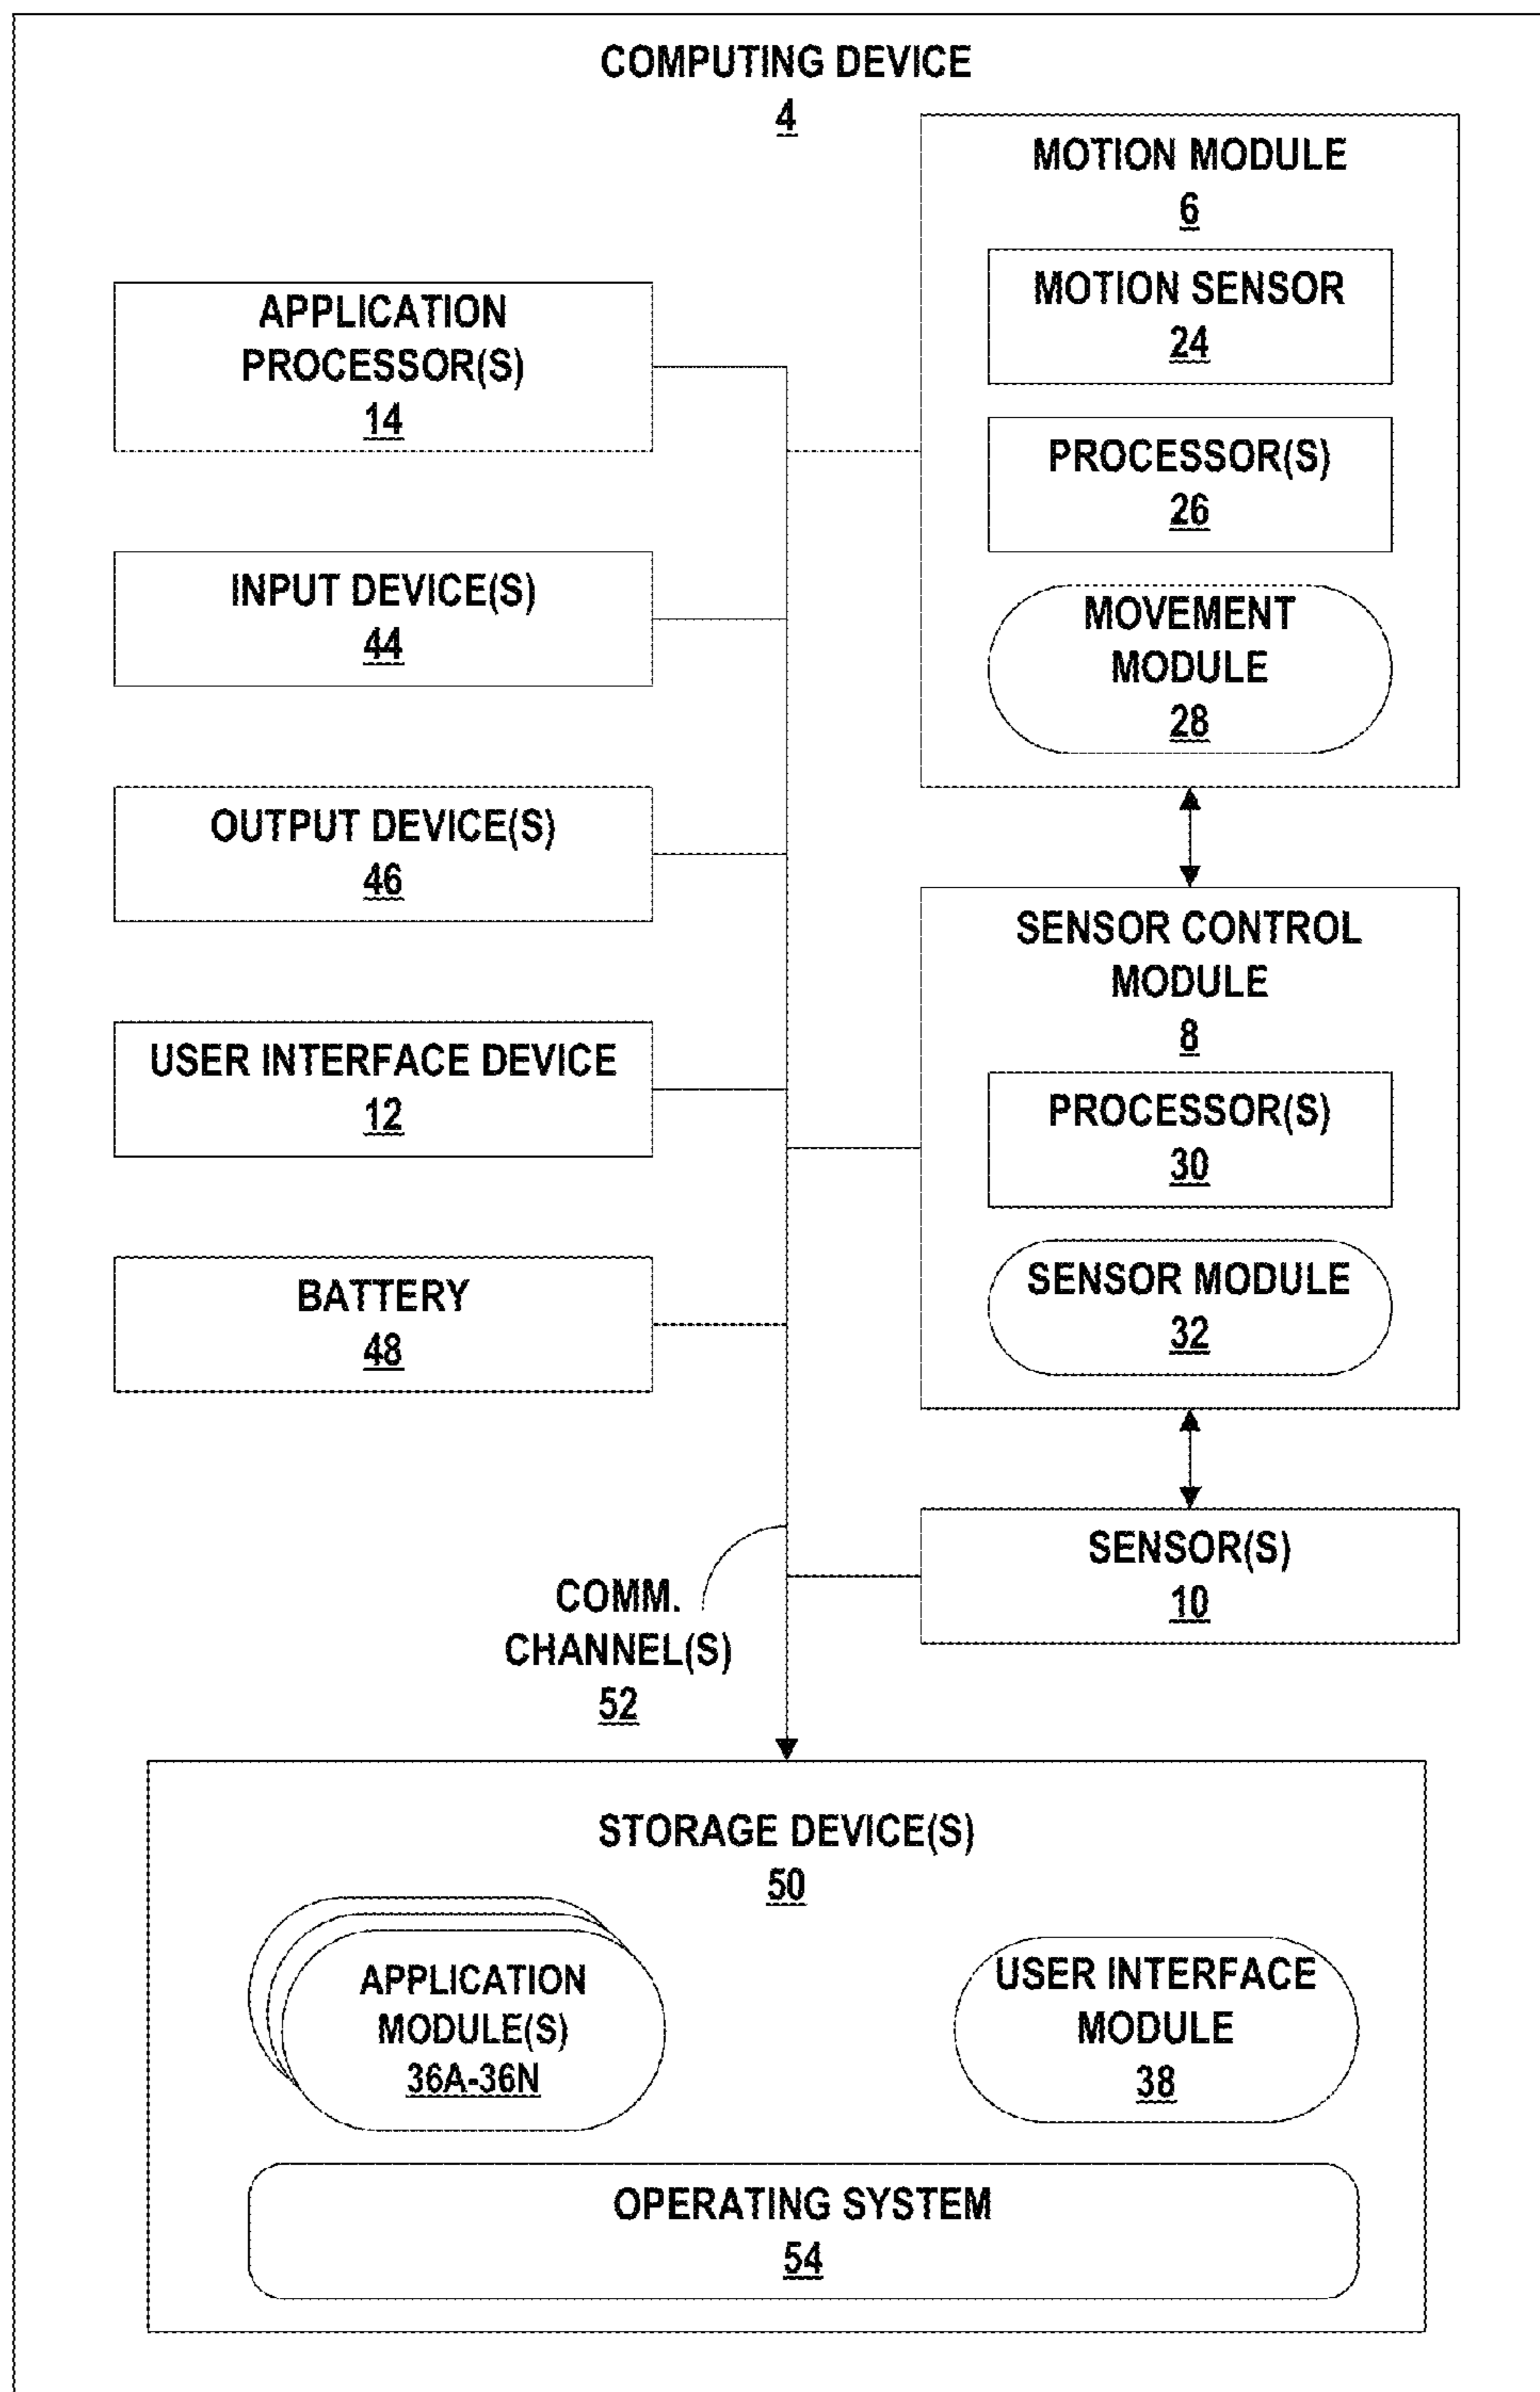 COMPUTING DEVICE
4
MOTION MODULE
6
MOTION SENSOR
24
PROCESSOR(S)
26
MOVEMENT
MODULE
28
APPLICATION
PROCESSOR(S)
14
INPUT DEVICE(S)
44
OUTPUT DEVICE(S)
46
USER INTERFACE DEVICE
12
BATTERY
48
SENSOR CONTROL
MODULE
8
PROCESSOR(S)
30
SENSOR MODULE
32
SENSOR(S)
10
COMM.
CHANNEL(S)
52
STORAGE DEVICE(S)
50
APPLICATION
MODULE(S)
36A-36N
USER INTERFACE
MODULE
38
OPERATING SYSTEM
54